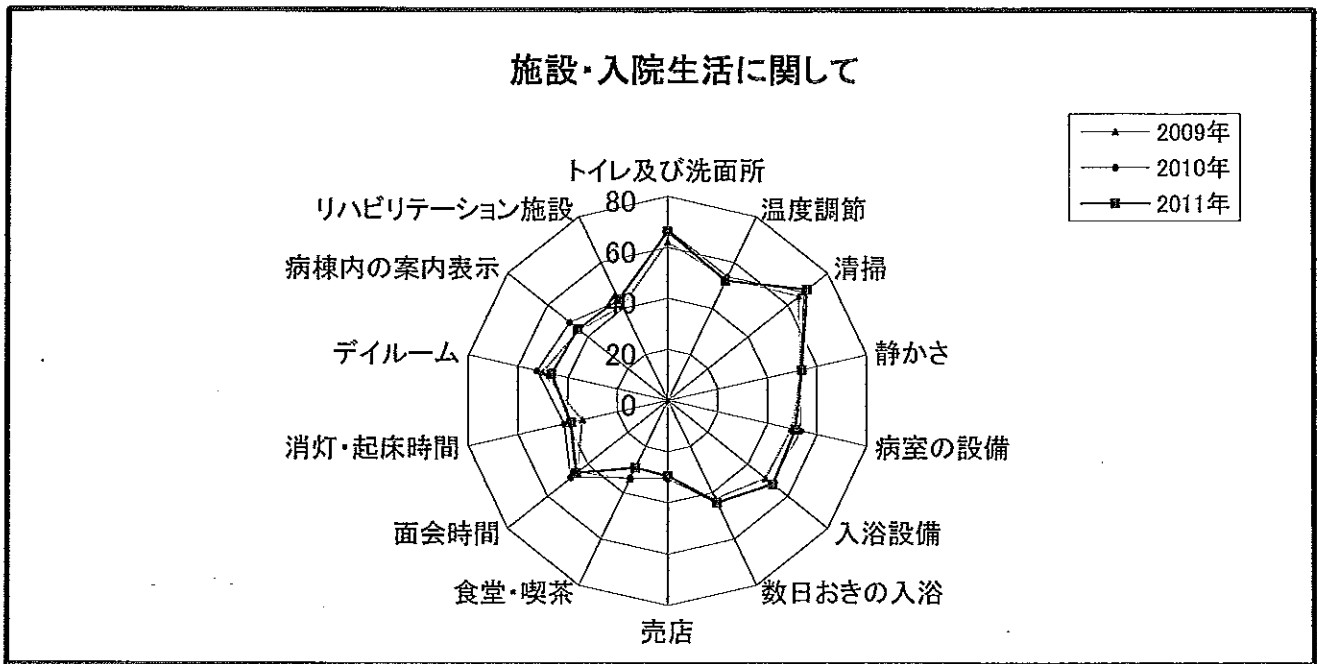 施設・入院生活に関して
2009年
2010年
2011年
トイレ及び洗面所
温度調節
清掃
静かさ
病室の設備
入浴設備
数日おきの入浴
売店
食堂・喫茶
面会時間
消灯・起床時間
デイルーム
病棟内の案内表示
リハビリテーション施設
80
60
40
20
0